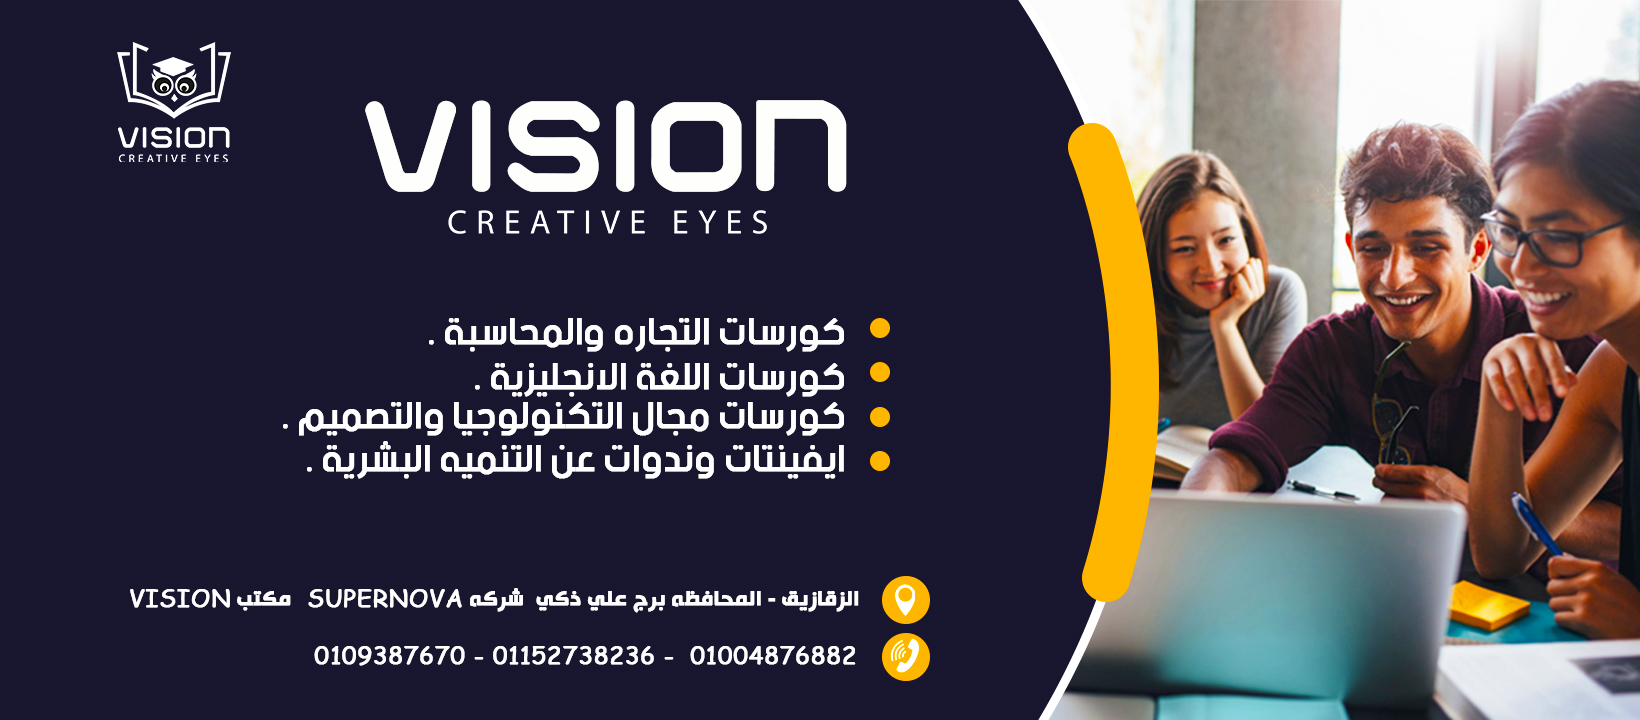 VISION
CREATIVE EYES
VISION
CREATIVE EYES
كورسات التجاره والمحاسبة .
كورسات اللغة الانجليزية .
كورسات مجال التكنولوجيا والتصميم .
ايفينتات وندوات عن التنميه البشرية .
الزقازيق - المحافظه برج علي ذكي شركه SUPERNOVA مكتب VISION
01004876882 - 01152738236 - 0109387670